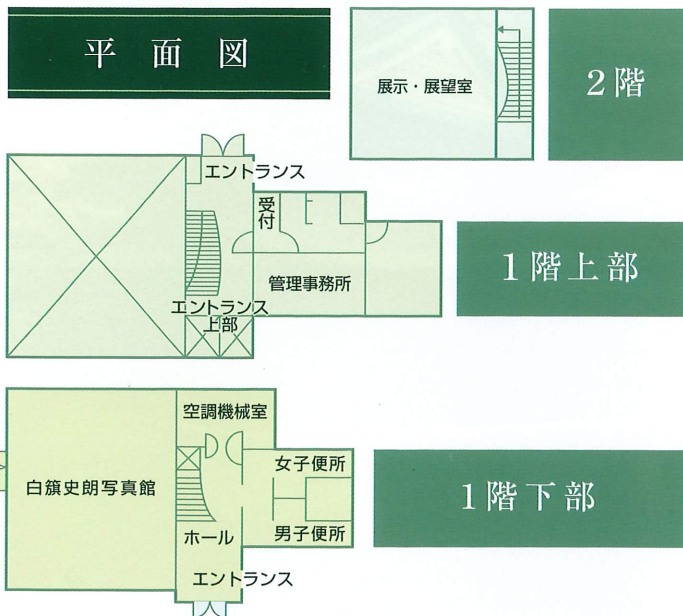 平面図
展示・展望室
2階
エントランス
受付
管理事務所
エントランス
上部
1階上部
空調機械室
白籏史朗写真館
女子便所
男子便所
ホール
エントランス
1階下部